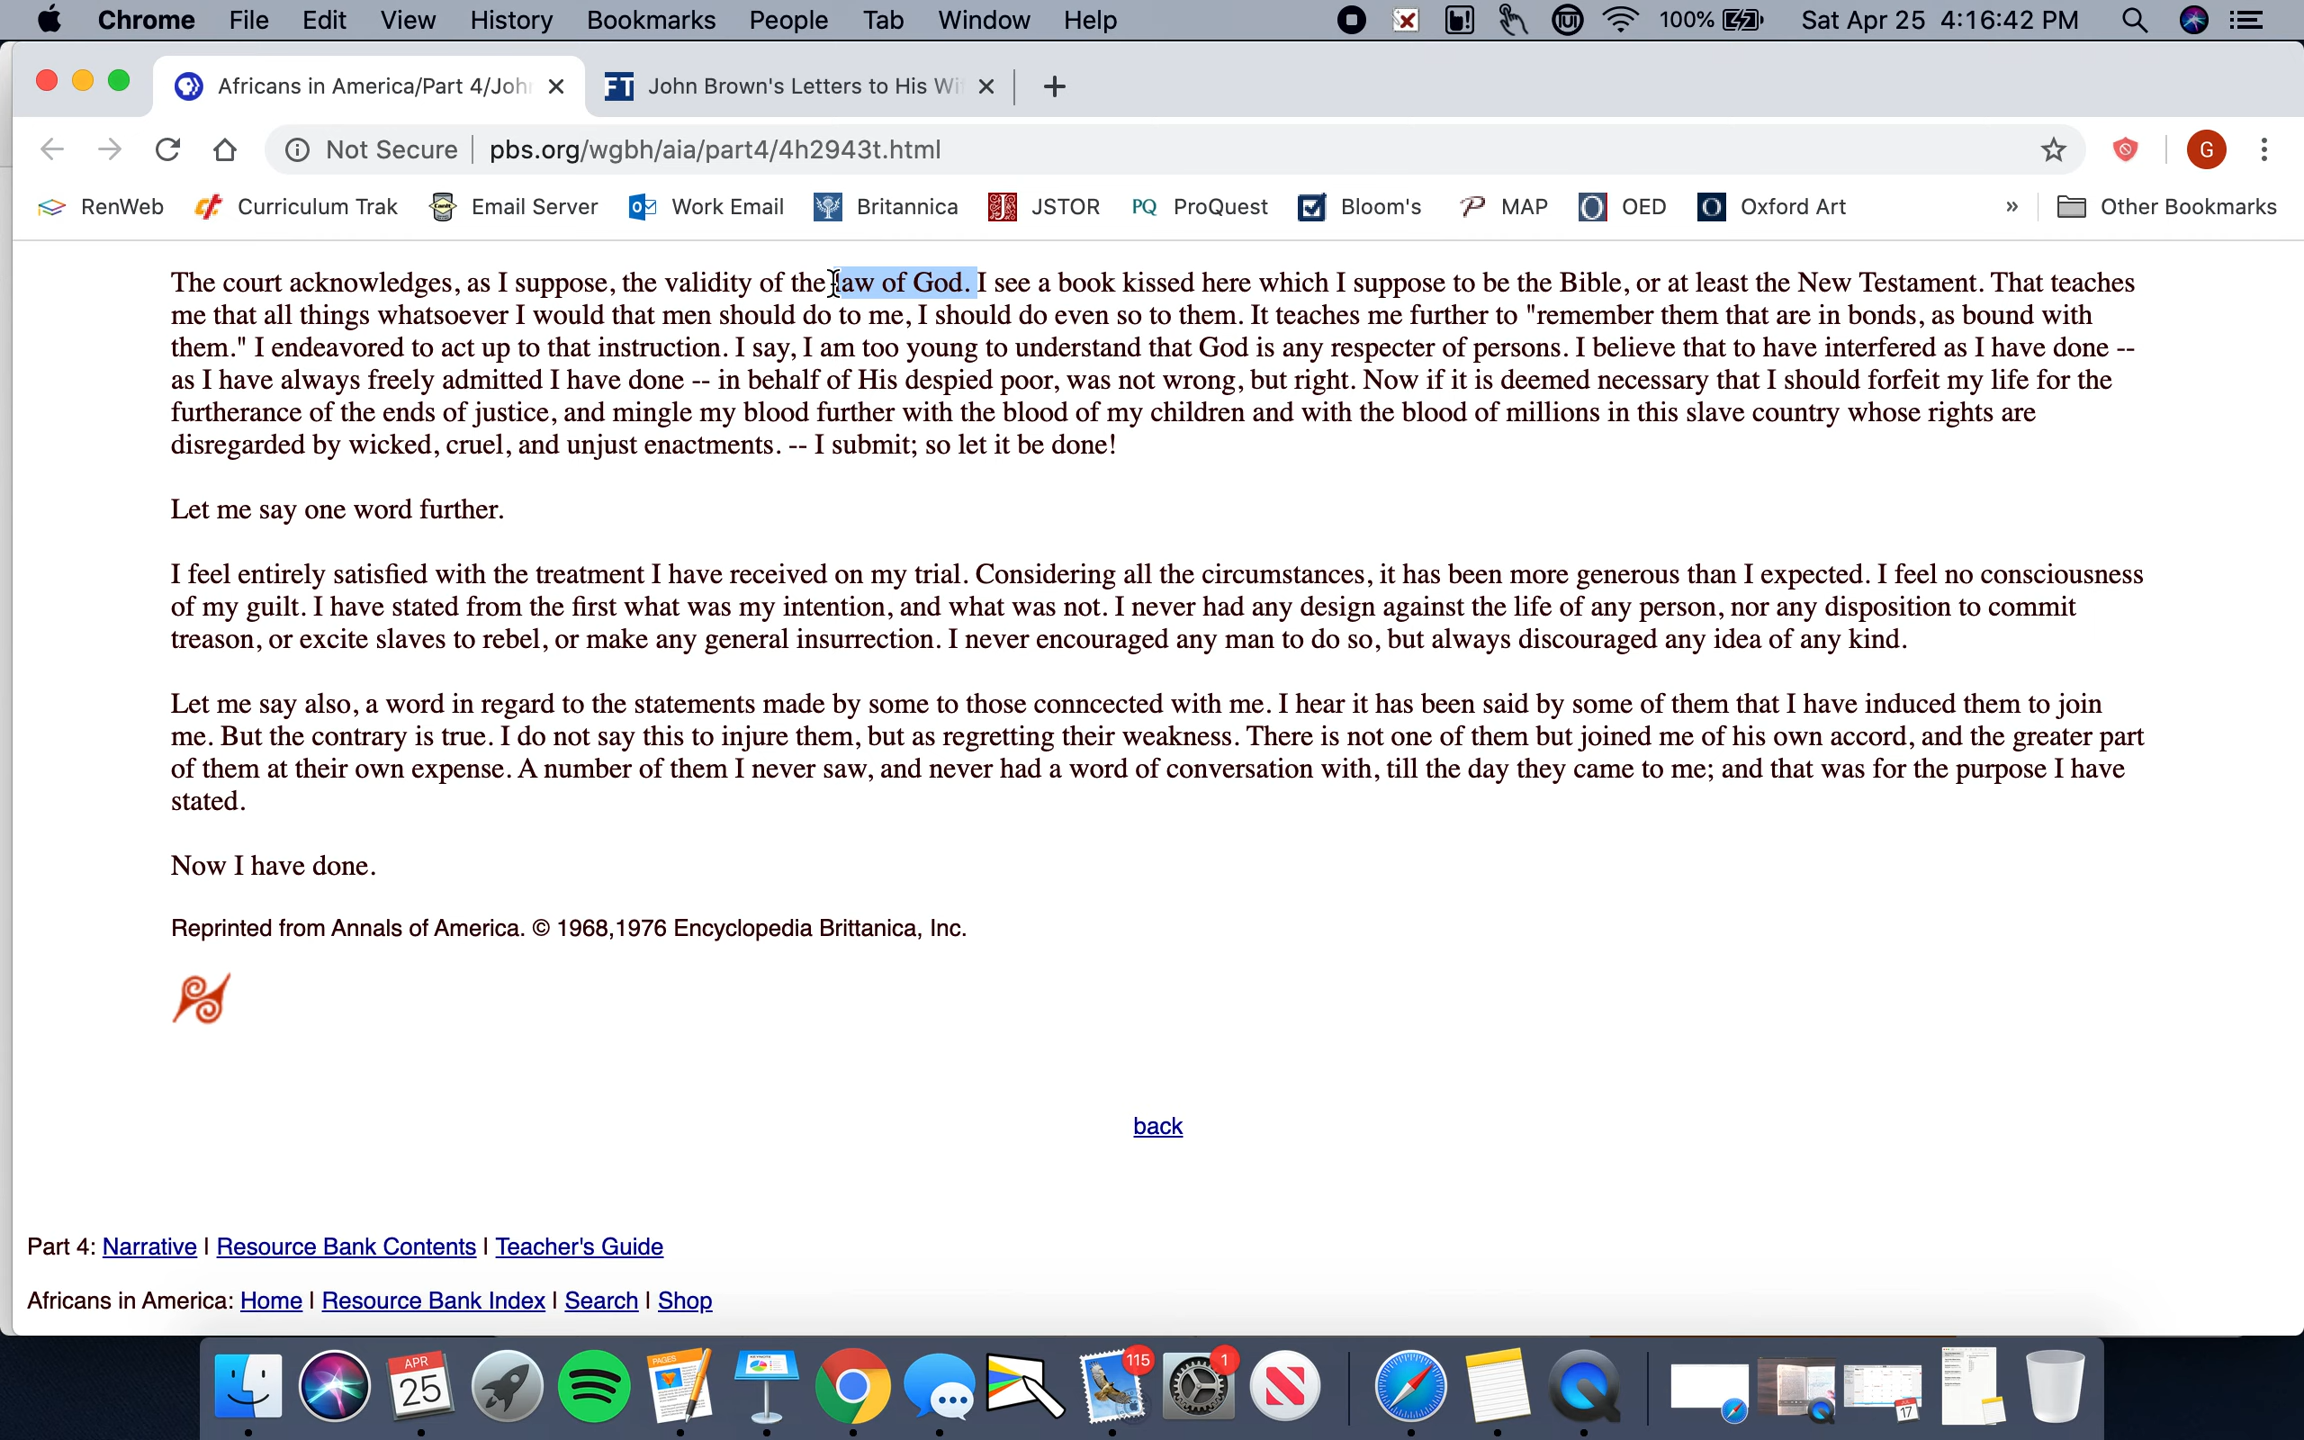 Chrome File Edit View History Bookmarks People Tab Window Help 100% Sat Apr 25 4:16:42 PM
Africans in America/Part 4/Joh John Brown's Letters to His Wi
Not Secure pbs.org/wgbh/aia/part4/4h2943t.html G
RenWeb Curriculum Trak Email Server Work Email Britannica JSTOR PQ ProQuest Bloom's MAP OED Oxford Art » Other Bookmarks
The court acknowledges, as I suppose, the validity of the law of God. I see a book kissed here which I suppose to be the Bible, or at least the New Testament. That teaches
me that all things whatsoever I would that men should do to me, I should do even so to them. It teaches me further to "remember them that are in bonds, as bound with
them." I endeavored to act up to that instruction. I say, I am too young to understand that God is any respecter of persons. I believe that to have interfered as I have done --
as I have always freely admitted I have done -- in behalf of His despied poor, was not wrong, but right. Now if it is deemed necessary that I should forfeit my life for the
furtherance of the ends of justice, and mingle my blood further with the blood of my children and with the blood of millions in this slave country whose rights are
disregarded by wicked, cruel, and unjust enactments. -- I submit; so let it be done!
Let me say one word further.
I feel entirely satisfied with the treatment I have received on my trial. Considering all the circumstances, it has been more generous than I expected. I feel no consciousness
of my guilt. I have stated from the first what was my intention, and what was not. I never had any design against the life of any person, nor any disposition to commit
treason, or excite slaves to rebel, or make any general insurrection. I never encouraged any man to do so, but always discouraged any idea of any kind.
Let me say also, a word in regard to the statements made by some to those conncected with me. I hear it has been said by some of them that I have induced them to join
me. But the contrary is true. I do not say this to injure them, but as regretting their weakness. There is not one of them but joined me of his own accord, and the greater part
of them at their own expense. A number of them I never saw, and never had a word of conversation with, till the day they came to me; and that was for the purpose I have
stated.
Now I have done.
Reprinted from Annals of America. © 1968,1976 Encyclopedia Brittanica, Inc.
back
Part 4: Narrative | Resource Bank Contents | Teacher's Guide
Africans in America: Home | Resource Bank Index | Search | Shop
APR 25 PAGES 115 1 17